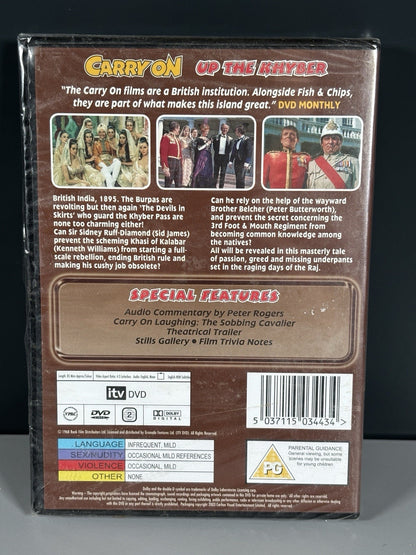 CARRY ON UP THE KHYBER
"The Carry On films are a British institution. Alongside Fish & Chips,
they are part of what makes this island great." DVD MONTHLY
British India, 1895. The Burpas are
revolting but then again 'The Devils in
Skirts' who guard the Khyber Pass are
none too charming either!
Can Sir Sidney Ruff-Diamond (Sid James)
prevent the scheming Khasi of Kalabar
(Kenneth Williams) from starting a full-
scale rebellion, ending British rule and
making his cushy job obsolete?
Can he rely on the help of the wayward
Brother Belcher (Peter Butterworth),
and prevent the secret concerning the
3rd Foot & Mouth Regiment from
becoming common knowledge among
the natives?
All will be revealed in this masterly tale
of passion, greed and missing underpants
set in the raging days of the Raj.
SPECIAL FEATURES
Audio Commentary by Peter Rogers
Carry On Laughing: The Sobbing Cavalier
Theatrical Trailer
Stills Gallery • Film Trivia Notes
itv DVD
DVD
VIDEO
2
DOLBY
DIGITAL
5 037115 034434 >
LANGUAGE INFREQUENT, MILD
SEX/NUDITY OCCASIONAL MILD REFERENCES
VIOLENCE OCCASIONAL, MILD
OTHER NONE
PG
PARENTAL GUIDANCE
General viewing, but some
scenes may be unsuitable
for young children.